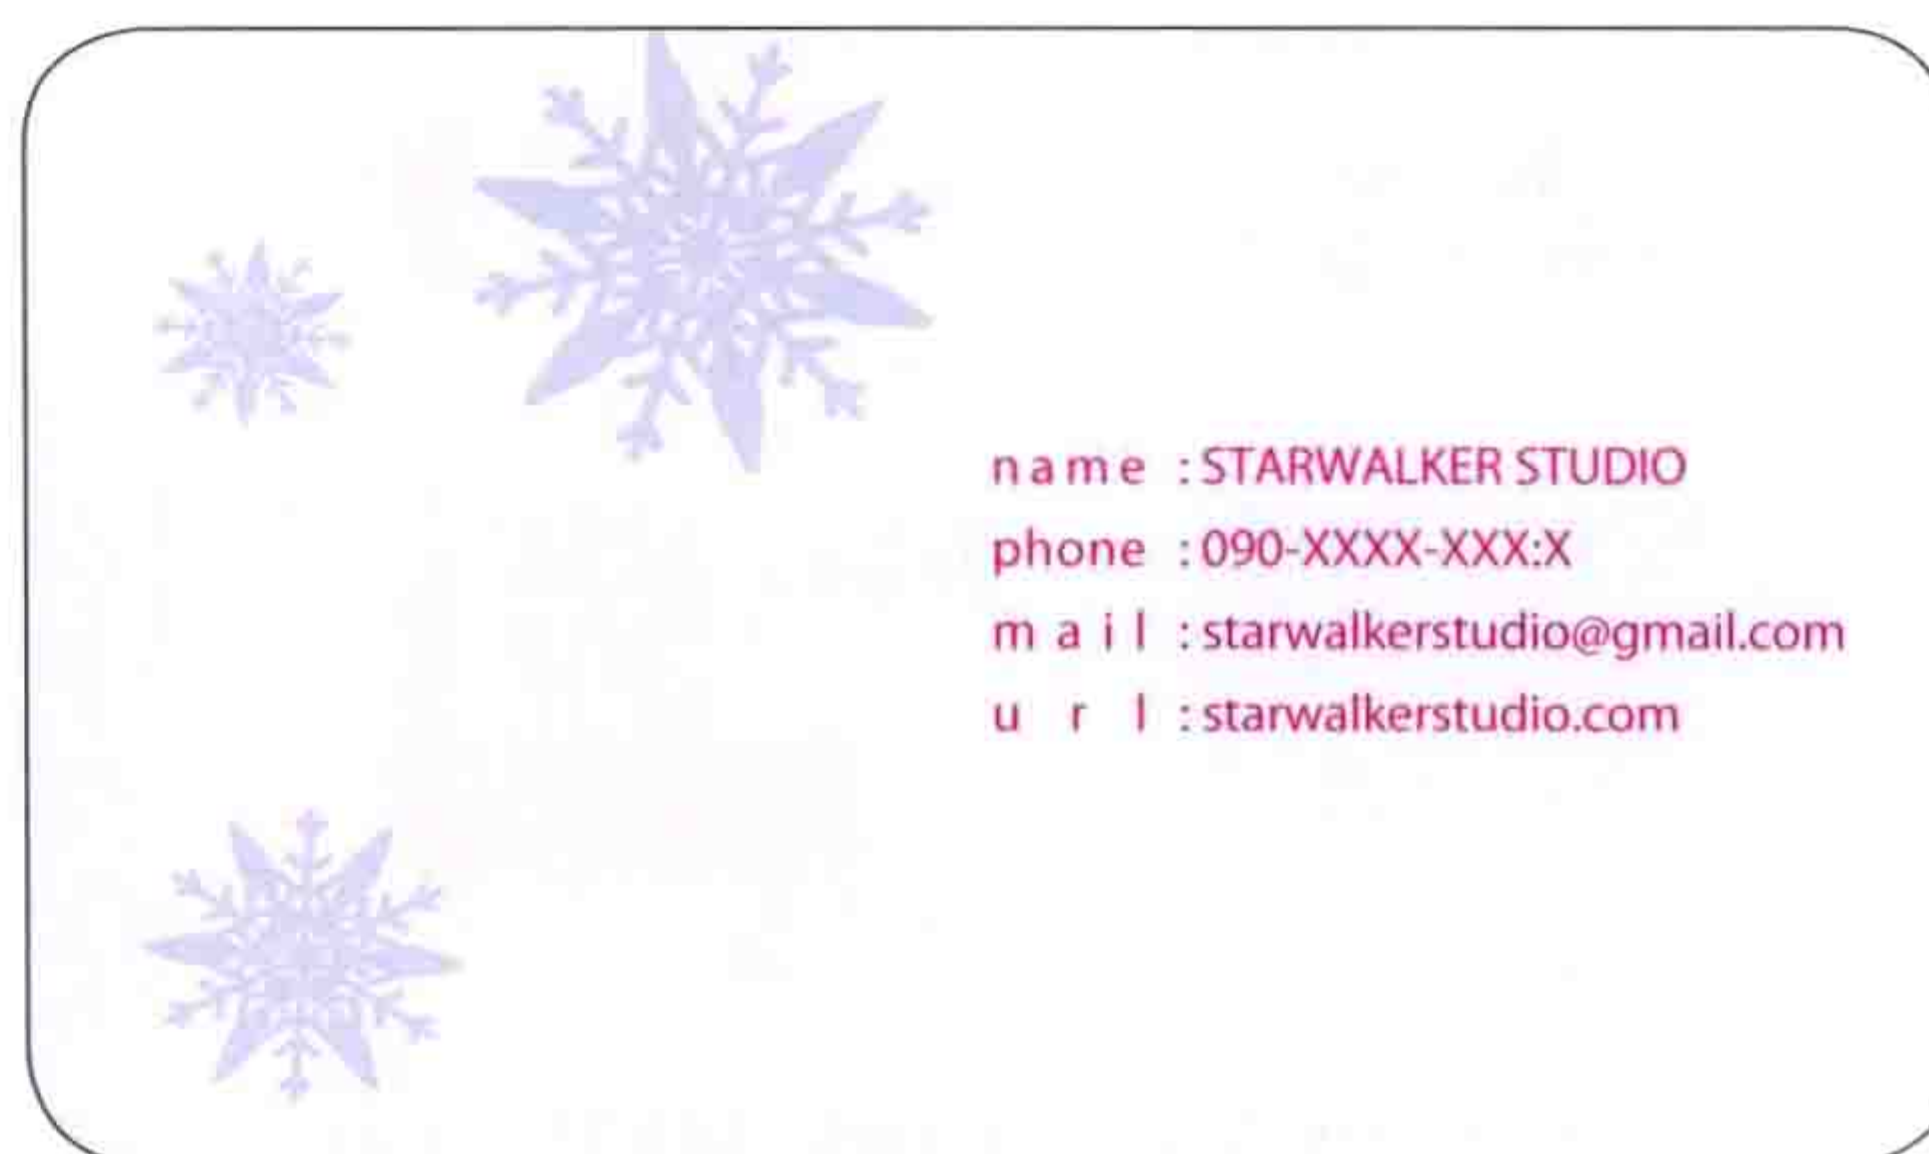 name : STARWALKER STUDIO
phone : 090-XXXX-XXX:X
mail : starwalkerstudio@gmail.com
url : starwalkerstudio.com